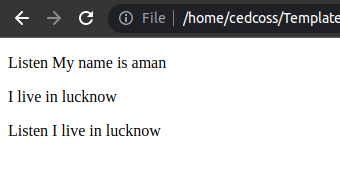 File
/home/cedcoss/Template
Listen My name is aman
I live in lucknow
Listen I live in lucknow